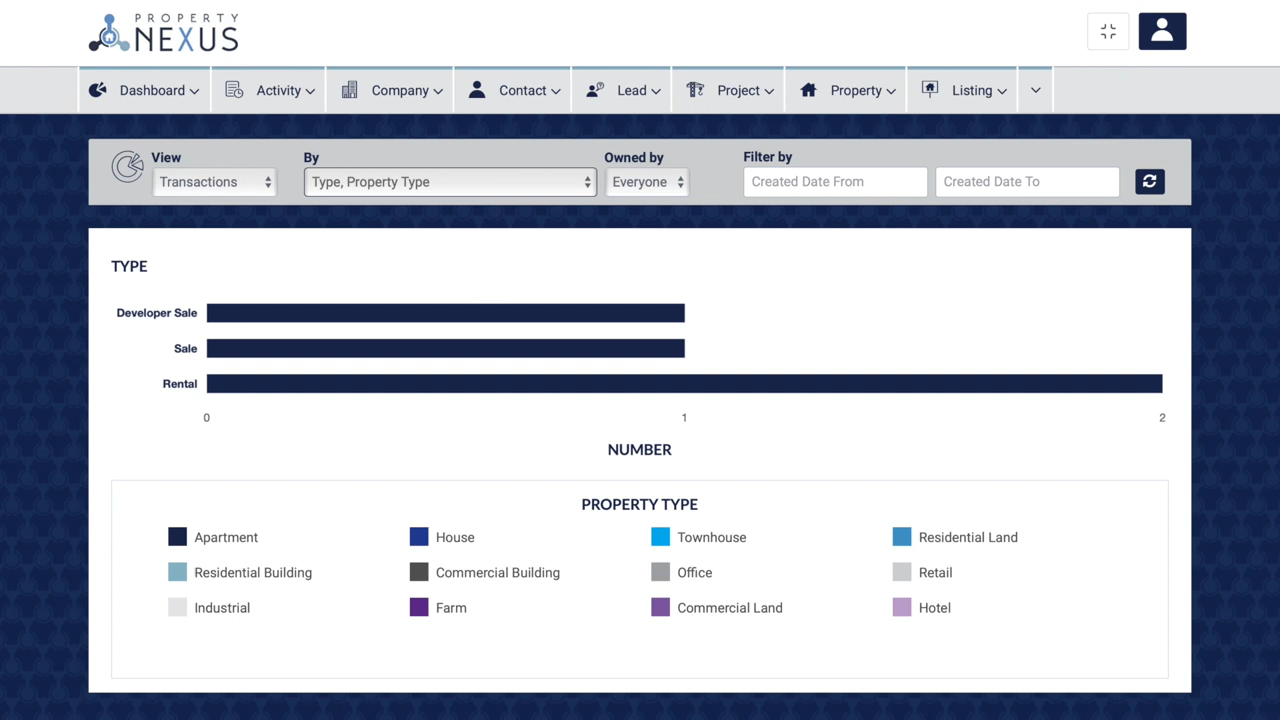 PROPERTY
NEXUS
Dashboard Activity Company Contact Lead Project Property Listing
View By Owned by Filter by
Transactions Type, Property Type Everyone Created Date From Created Date To
TYPE
Developer Sale
Sale
Rental
0 1 2
NUMBER
PROPERTY TYPE
Apartment House Townhouse Residential Land
Residential Building Commercial Building Office Retail
Industrial Farm Commercial Land Hotel